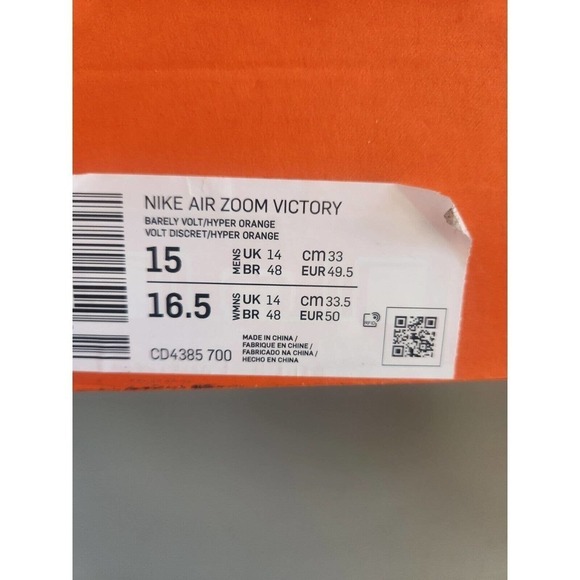 NIKE AIR ZOOM VICTORY
BARELY VOLT/HYPER ORANGE
VOLT DISCRET/HYPER ORANGE
15 MENS UK 14 cm 33
BR 48 EUR 49.5
16.5 WMNS UK 14 cm 33.5
BR 48 EUR 50
MADE IN CHINA /
FABRIQUE EN CHINE /
FABRICADO NA CHINA /
HECHO EN CHINA
CD4385 700